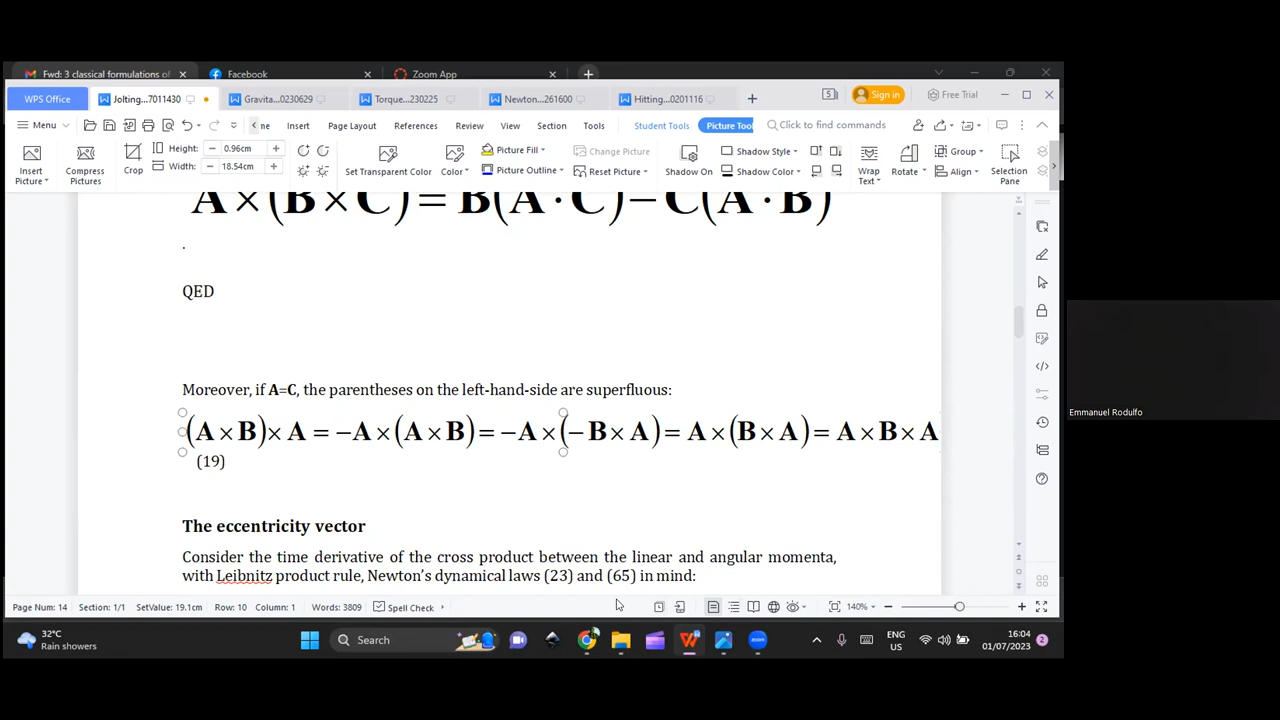 Fwd: 3 classical formulations of
Facebook
Zoom App
WPS Office
Jolting...7011430
Gravita...0230629
Torque...230225
Newton...261600
Hitting...0201116
Sign in
Free Trial
Menu
ne
Insert
Page Layout
References
Review
View
Section
Tools
Student Tools
Picture Tool
Click to find commands
Height: 0.96cm
Width: 18.54cm
Insert Picture
Compress Pictures
Crop
Set Transparent Color
Color
Picture Fill
Picture Outline
Change Picture
Reset Picture
Shadow On
Shadow Style
Shadow Color
Wrap Text
Rotate
Group
Align
Selection Pane
A×(B×C)=B(A·C)−C(A·B)
.
QED
Moreover, if A=C, the parentheses on the left-hand-side are superfluous:
(A×B)×A = −A×(A×B) = −A×(−B×A) = A×(B×A) = A×B×A
(19)
The eccentricity vector
Consider the time derivative of the cross product between the linear and angular momenta,
with Leibnitz product rule, Newton's dynamical laws (23) and (65) in mind:
Emmanuel Rodulfo
Page Num: 14 Section: 1/1 SetValue: 19.1cm Row: 10 Column: 1 Words: 3809 Spell Check 140%
32°C
Rain showers
Search
ENG
US
16:04
01/07/2023
2